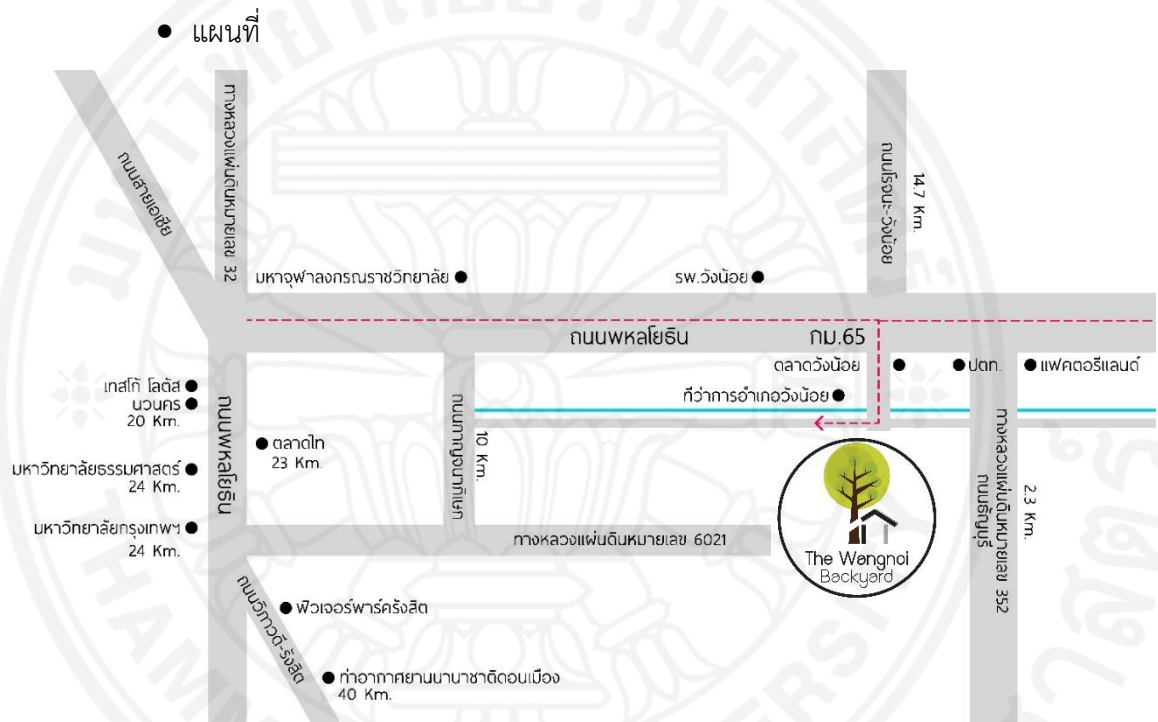 • แผนที่
ถนนสายเอเชีย
ทางหลวงแผ่นดินหมายเลข 32
มหาจุฬาลงกรณราชวิทยาลัย
รพ.วังน้อย
ถนนโรจนะ-วังน้อย
14.7 Km.
ถนนพหลโยธิน
กม.65
ตลาดวังน้อย
ปตท.
แฟคตอรี่แลนด์
ที่ว่าการอำเภอวังน้อย
เทสโก้ โลตัส
นวนคร
20 Km.
มหาวิทยาลัยธรรมศาสตร์
24 Km.
มหาวิทยาลัยกรุงเทพฯ
24 Km.
ถนนพหลโยธิน
ตลาดไท
23 Km.
ถนนกาญจนาภิเษก
10 Km.
ทางหลวงแผ่นดินหมายเลข 6021
The Wangnoi
Backyard
ทางหลวงแผ่นดินหมายเลข 352
ถนนธัญบุรี
2.3 Km.
ถนนวิภาวดี-รังสิต
ฟิวเจอร์พาร์ครังสิต
ท่าอากาศยานนานาชาติดอนเมือง
40 Km.